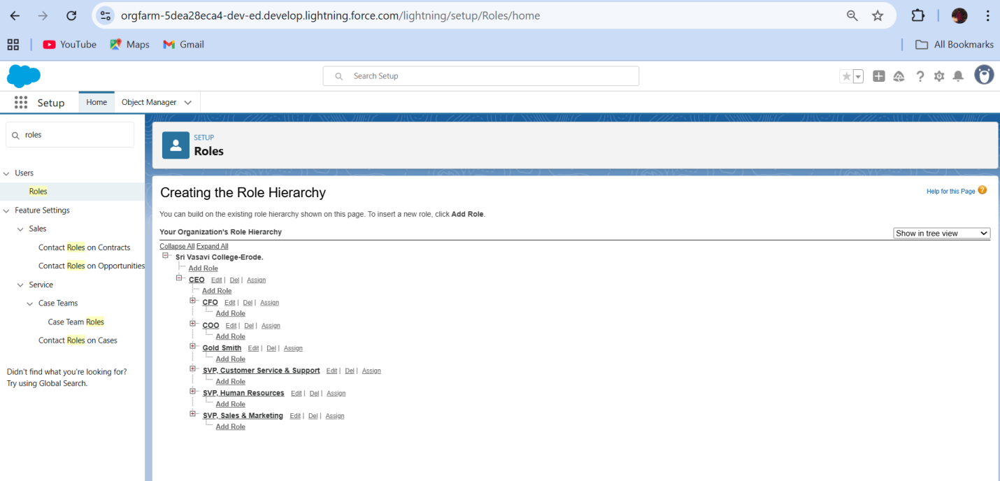 orgfarm-5dea28eca4-dev-ed.develop.lightning.force.com/lightning/setup/Roles/home
YouTube Maps Gmail All Bookmarks
Search Setup
Setup Home Object Manager
roles
Users
Roles
Feature Settings
Sales
Contact Roles on Contracts
Contact Roles on Opportunities
Service
Case Teams
Case Team Roles
Contact Roles on Cases
Didn't find what you're looking for?
Try using Global Search.
SETUP
Roles
Creating the Role Hierarchy
Help for this Page ?
You can build on the existing role hierarchy shown on this page. To insert a new role, click Add Role.
Your Organization's Role Hierarchy
Show in tree view
Collapse All Expand All
Sri Vasavi College-Erode.
Add Role
CEO Edit | Del | Assign
Add Role
CFO Edit | Del | Assign
Add Role
COO Edit | Del | Assign
Add Role
Gold Smith Edit | Del | Assign
Add Role
SVP, Customer Service & Support Edit | Del | Assign
Add Role
SVP, Human Resources Edit | Del | Assign
Add Role
SVP, Sales & Marketing Edit | Del | Assign
Add Role